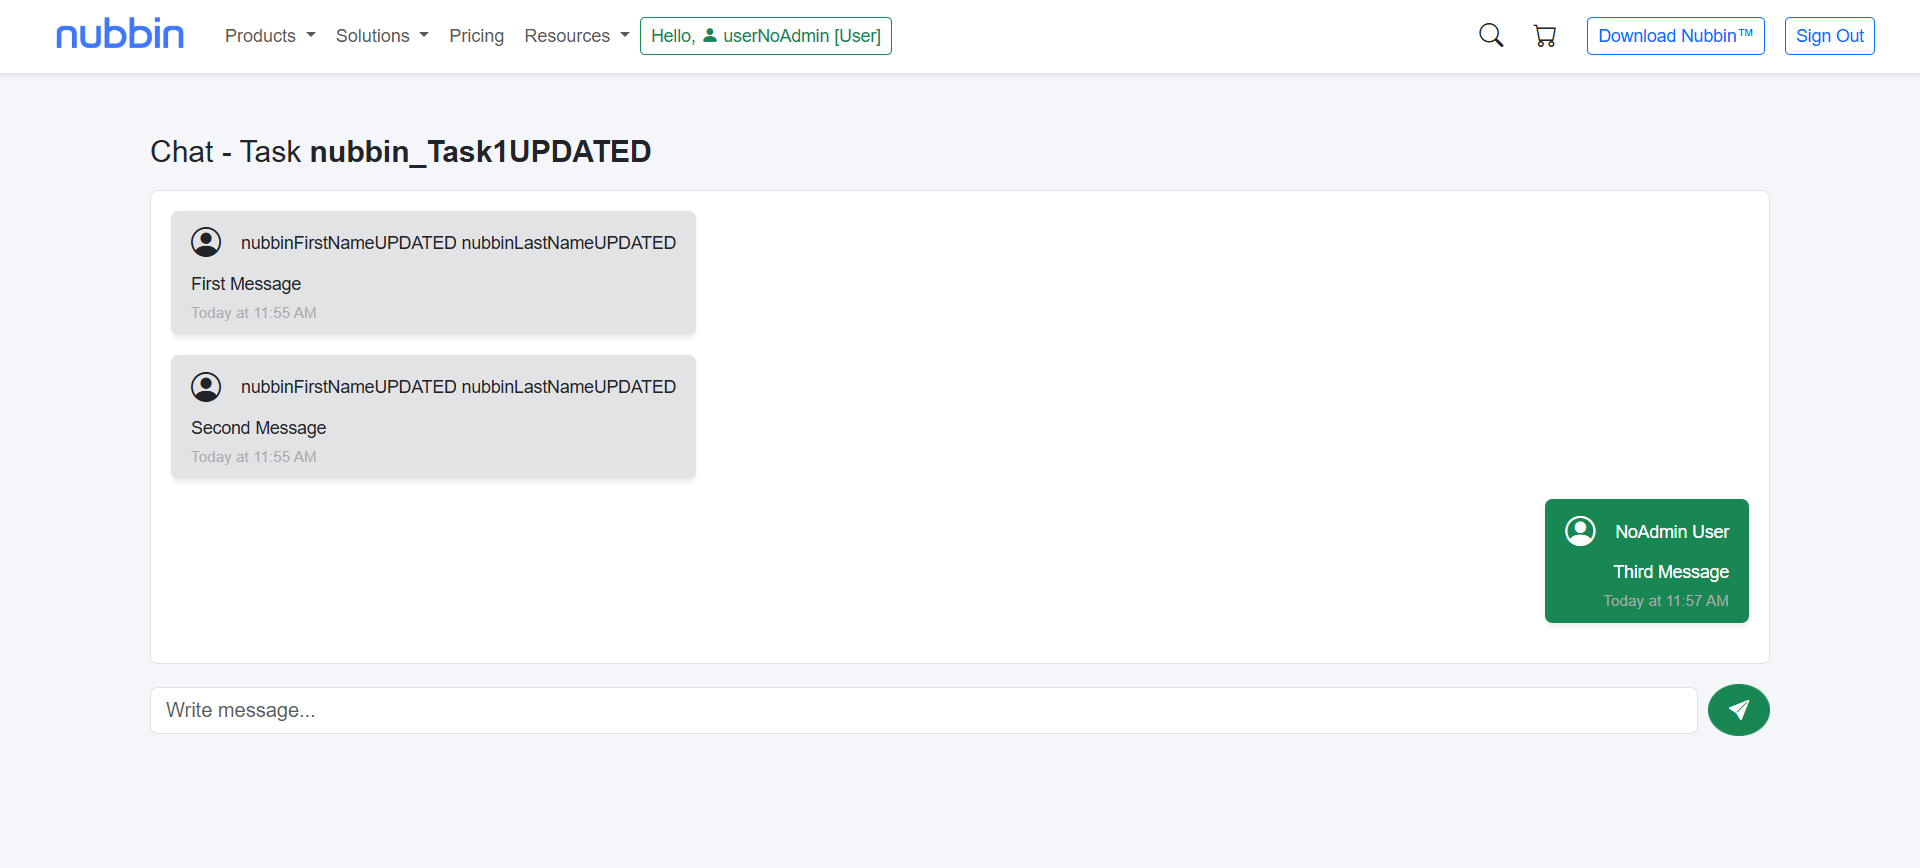 nubbin Products Solutions Pricing Resources Hello, userNoAdmin [User] Download Nubbin™ Sign Out
Chat - Task nubbin_Task1UPDATED
nubbinFirstNameUPDATED nubbinLastNameUPDATED
First Message
Today at 11:55 AM
nubbinFirstNameUPDATED nubbinLastNameUPDATED
Second Message
Today at 11:55 AM
NoAdmin User
Third Message
Today at 11:57 AM
Write message...